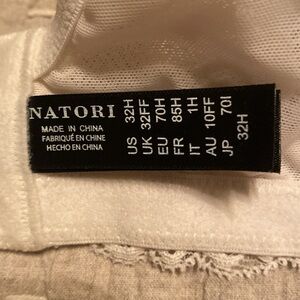 NATORI
MADE IN CHINA
FABRIQUÉ EN CHINE
HECHO EN CHINA
US 32H
UK 32FF
EU 70H
FR 85H
IT 1H
AU 10FF
JP 70I
32H